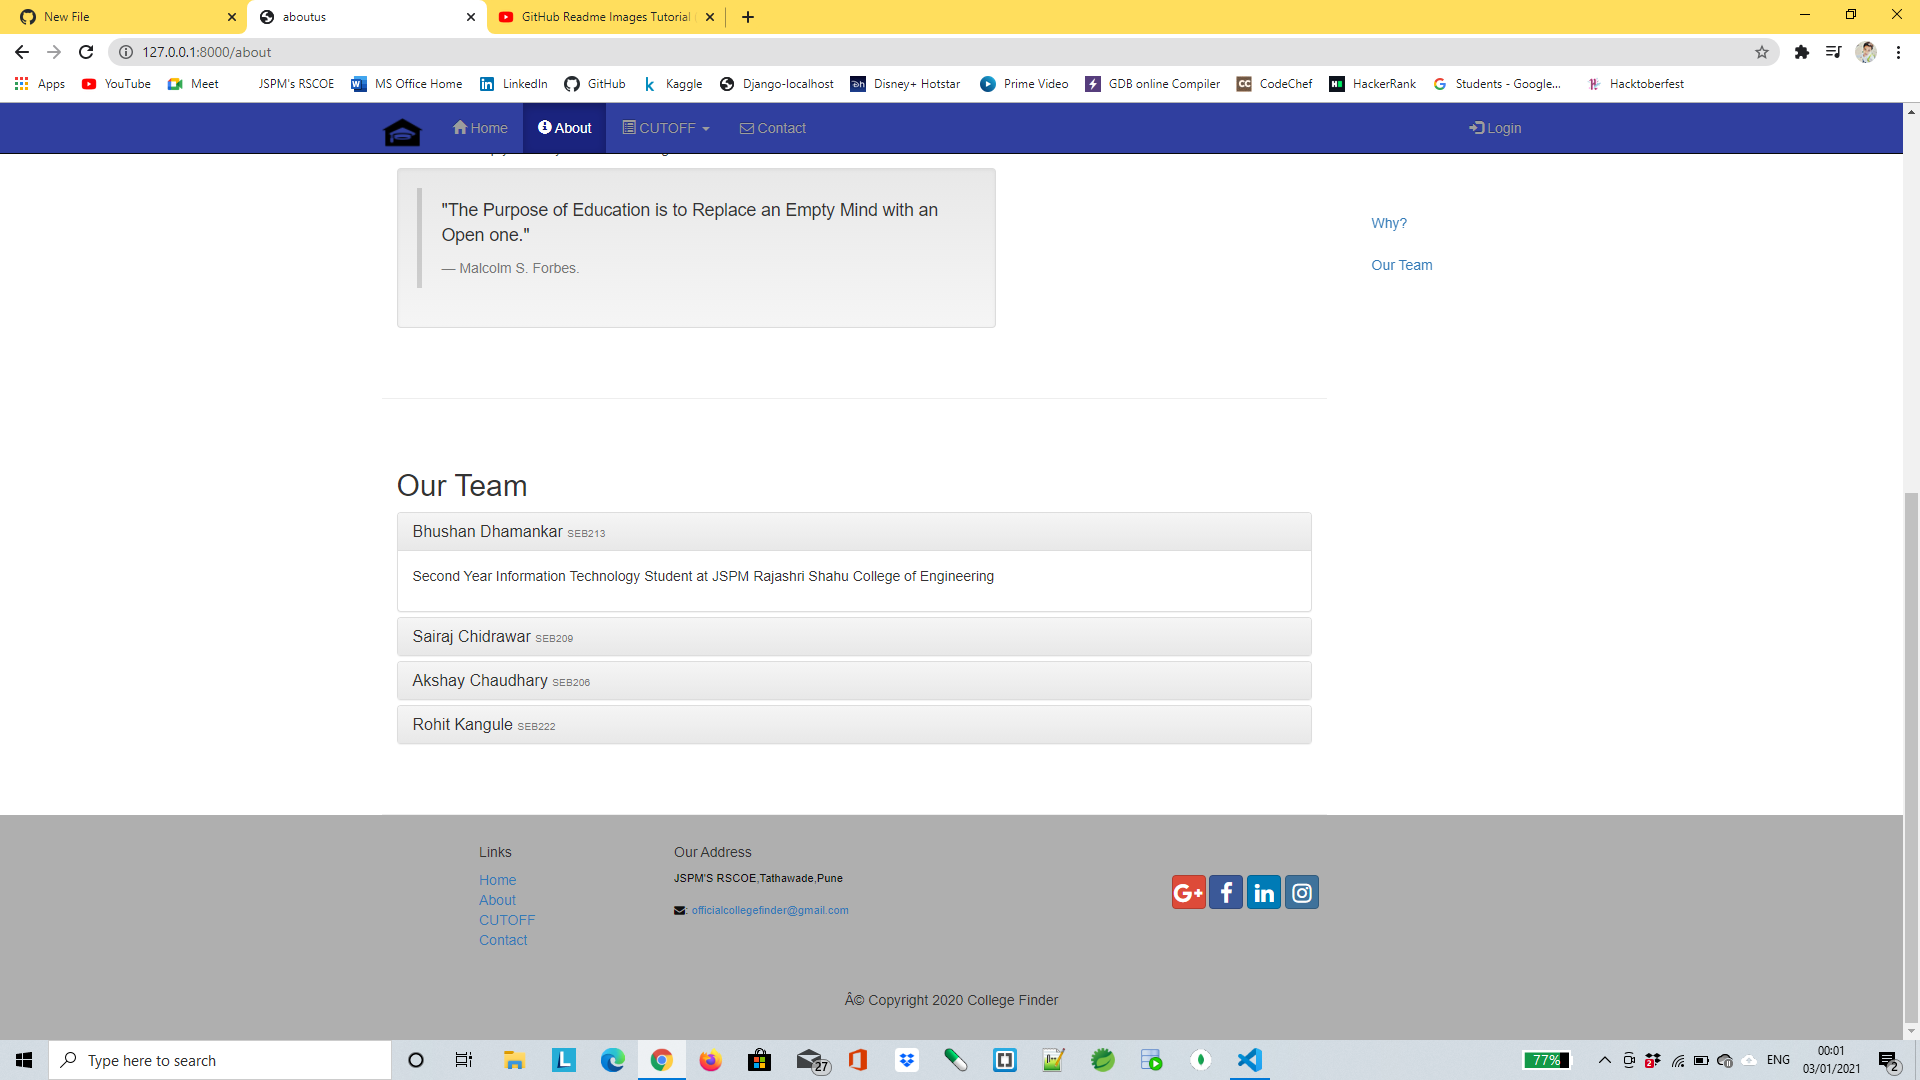 New File
aboutus
GitHub Readme Images Tutorial
127.0.0.1:8000/about
Apps YouTube Meet JSPM's RSCOE MS Office Home LinkedIn GitHub Kaggle Django-localhost Disney+ Hotstar Prime Video GDB online Compiler CodeChef HackerRank Students - Google... Hacktoberfest
Home About CUTOFF Contact Login
"The Purpose of Education is to Replace an Empty Mind with an
Open one."
— Malcolm S. Forbes.
Why?
Our Team
Our Team
Bhushan Dhamankar SEB213
Second Year Information Technology Student at JSPM Rajashri Shahu College of Engineering
Sairaj Chidrawar SEB209
Akshay Chaudhary SEB206
Rohit Kangule SEB222
Links
Home
About
CUTOFF
Contact
Our Address
JSPM'S RSCOE,Tathawade,Pune
: officialcollegefinder@gmail.com
G+ f in
Â© Copyright 2020 College Finder
Type here to search
27
77%
ENG
00:01
03/01/2021
2